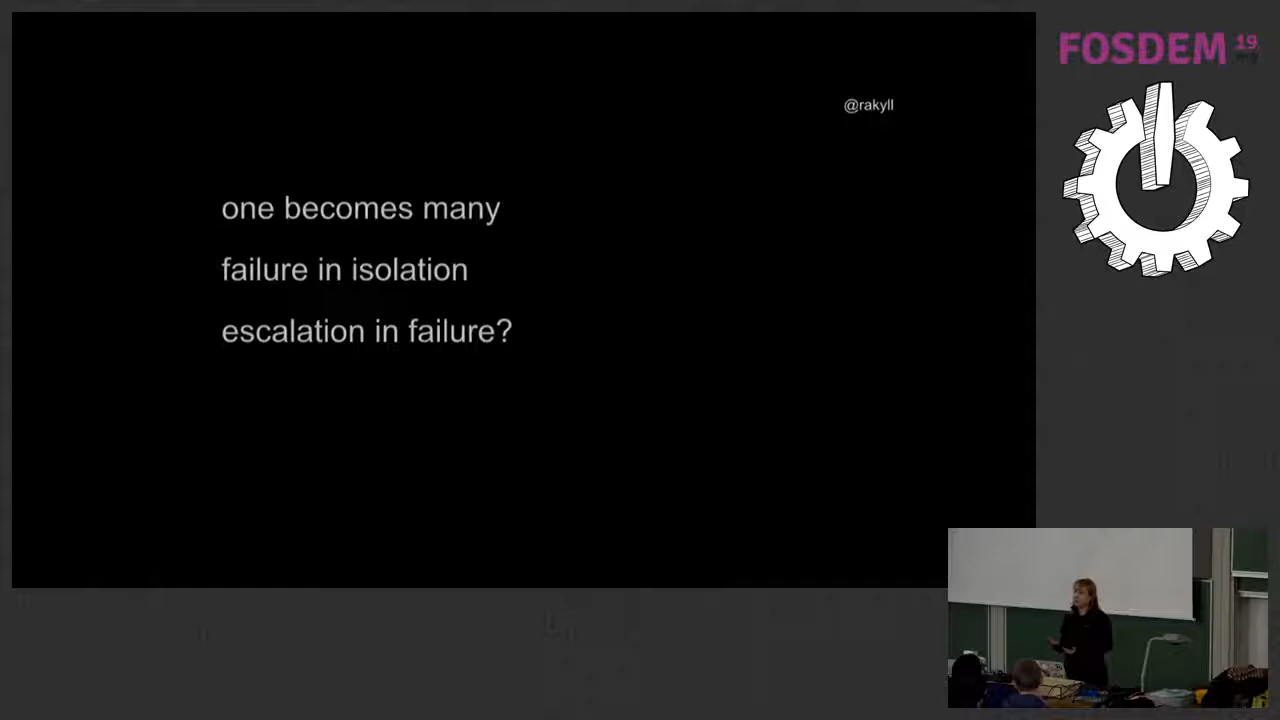 FOSDEM 19
@rakyll
one becomes many
failure in isolation
escalation in failure?